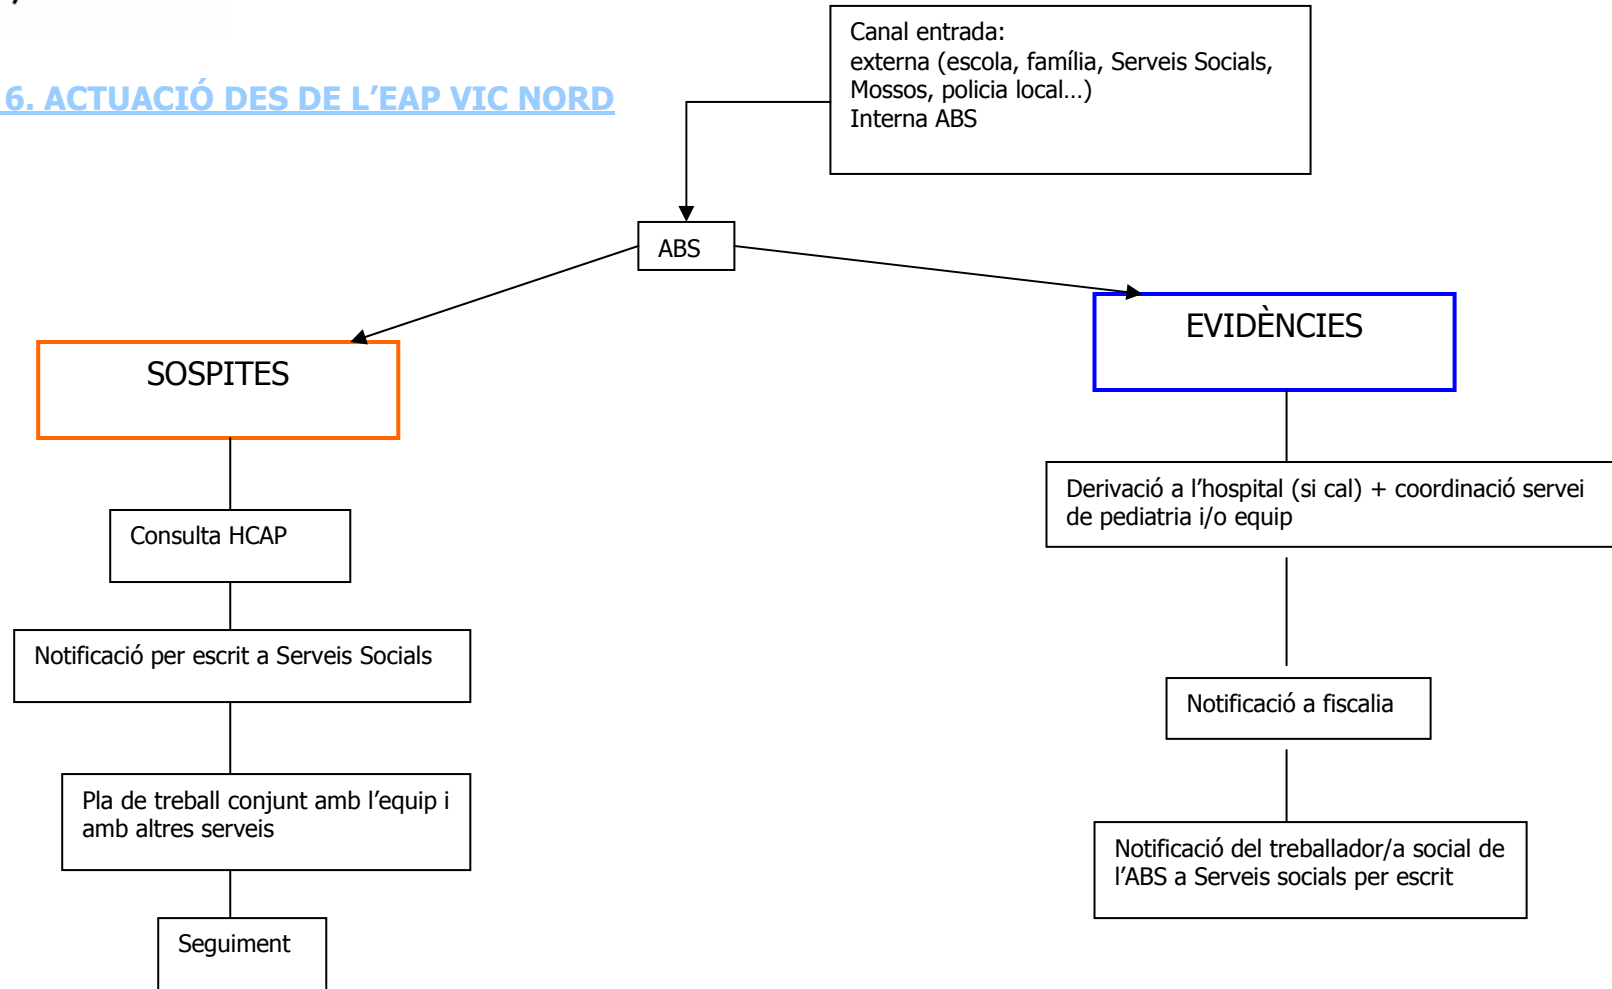 Canal entrada:
externa (escola, família, Serveis Socials,
Mossos, policia local…)
Interna ABS
6. ACTUACIÓ DES DE L’EAP VIC NORD
ABS
EVIDÈNCIES
SOSPITES
Derivació a l’hospital (si cal) + coordinació servei
de pediatria i/o equip
Consulta HCAP
Notificació per escrit a Serveis Socials
Notificació a fiscalia
Pla de treball conjunt amb l’equip i
amb altres serveis
Notificació del treballador/a social de
l’ABS a Serveis socials per escrit
Seguiment